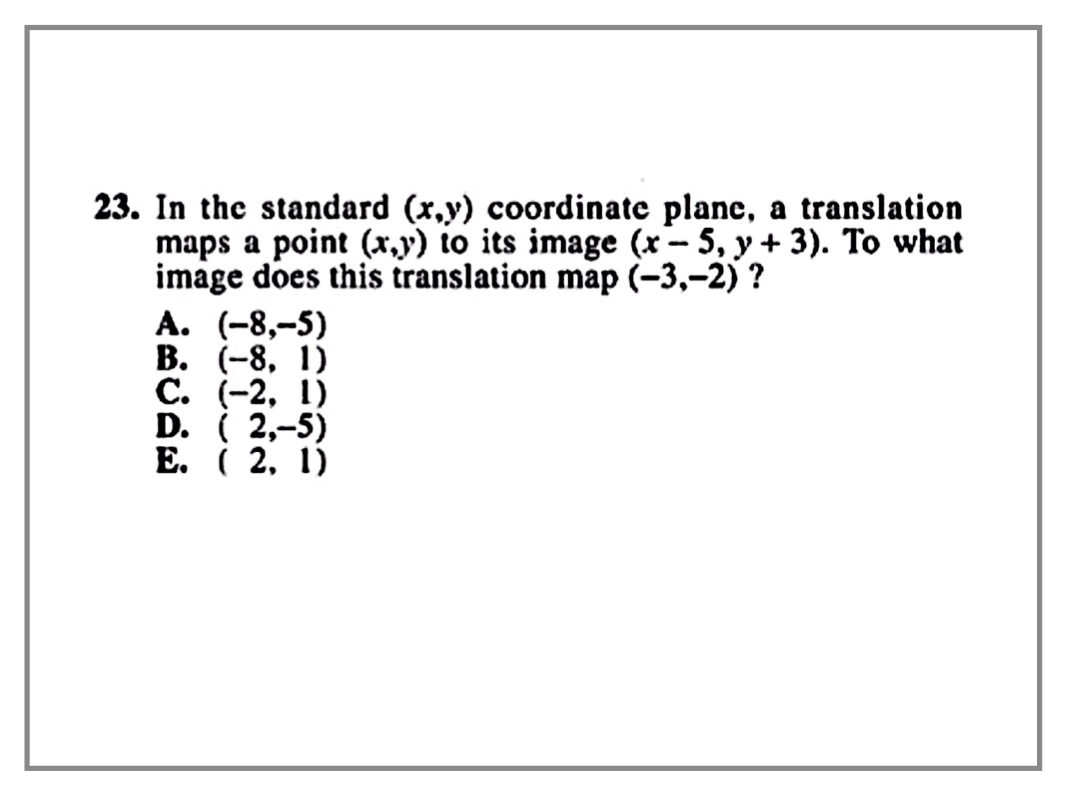 23. In the standard (x,y) coordinate plane, a translation
maps a point (x,y) to its image (x – 5, y + 3). To what
image does this translation map (–3,–2) ?
A. (–8,–5)
B. (–8, 1)
C. (–2, 1)
D. ( 2,–5)
E. ( 2, 1)